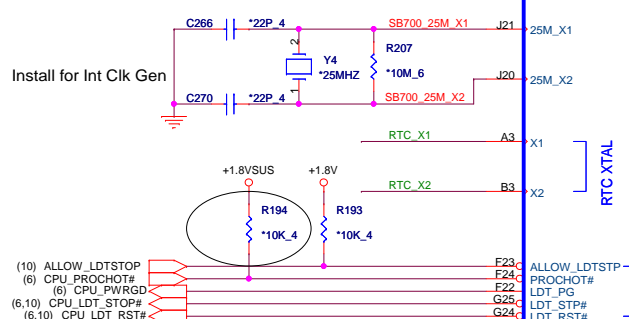 C266 *22P_4 SB700_25M_X1 J21 25M_X1
2 Y4 R207
*25MHZ *10M_6
Install for Int Clk Gen
1 J20 25M_X2
C270 *22P_4 SB700_25M_X2
RTC_X1 A3 X1
RTC XTAL
+1.8VSUS +1.8V
RTC_X2 B3 X2
R194 R193
*10K_4 *10K_4
(10) ALLOW_LDTSTOP F23 ALLOW_LDTSTP
(6) CPU_PROCHOT# F24 PROCHOT#
(6) CPU_PWRGD F22 LDT_PG
(6,10) CPU_LDT_STOP# G25 LDT_STP#
(6,10) CPU_LDT_RST# G24 LDT_RST#